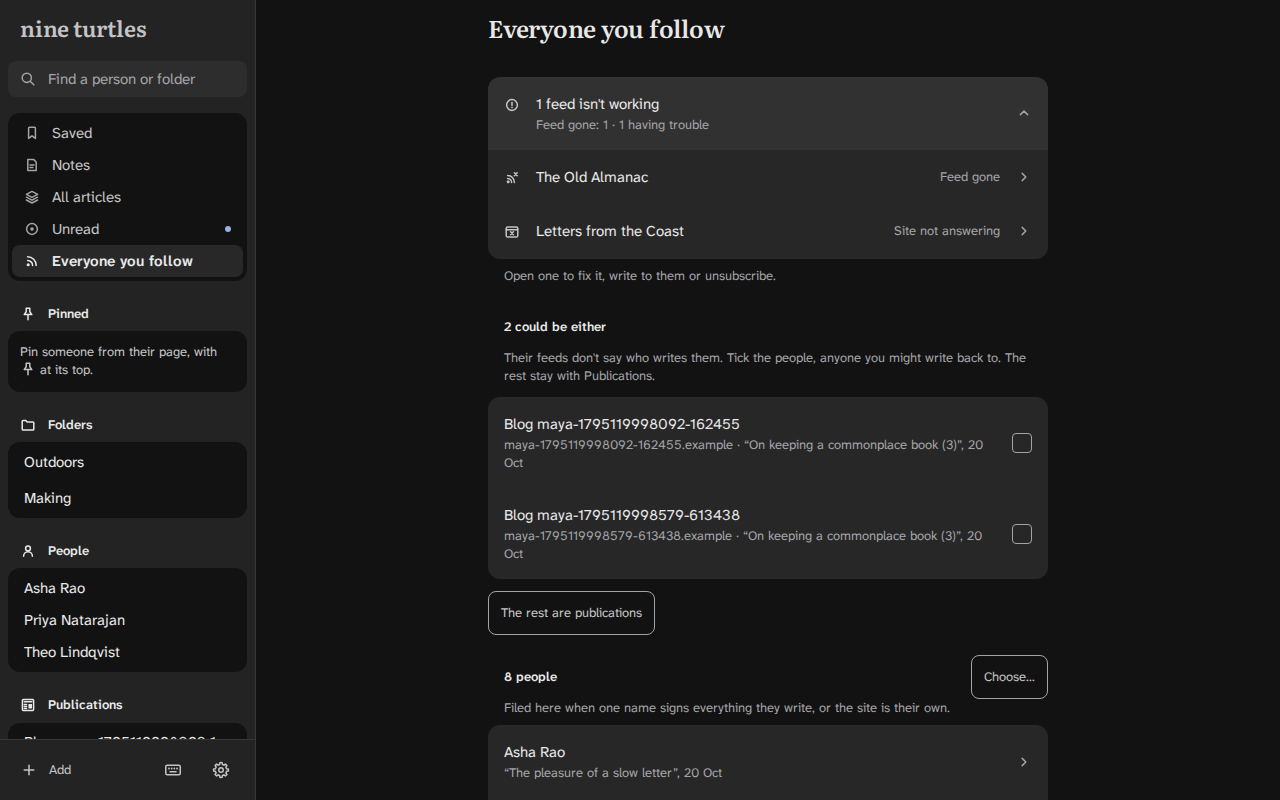 nine turtles
Find a person or folder
Saved
Notes
All articles
Unread
Everyone you follow
Pinned
Pin someone from their page, with
at its top.
Folders
Outdoors
Making
People
Asha Rao
Priya Natarajan
Theo Lindqvist
Publications
Add
Everyone you follow
1 feed isn't working
Feed gone: 1 · 1 having trouble
The Old Almanac
Feed gone
Letters from the Coast
Site not answering
Open one to fix it, write to them or unsubscribe.
2 could be either
Their feeds don't say who writes them. Tick the people, anyone you might write back to. The
rest stay with Publications.
Blog maya-1795119998092-162455
maya-1795119998092-162455.example · “On keeping a commonplace book (3)”, 20
Oct
Blog maya-1795119998579-613438
maya-1795119998579-613438.example · “On keeping a commonplace book (3)”, 20
Oct
The rest are publications
8 people
Choose…
Filed here when one name signs everything they write, or the site is their own.
Asha Rao
“The pleasure of a slow letter”, 20 Oct